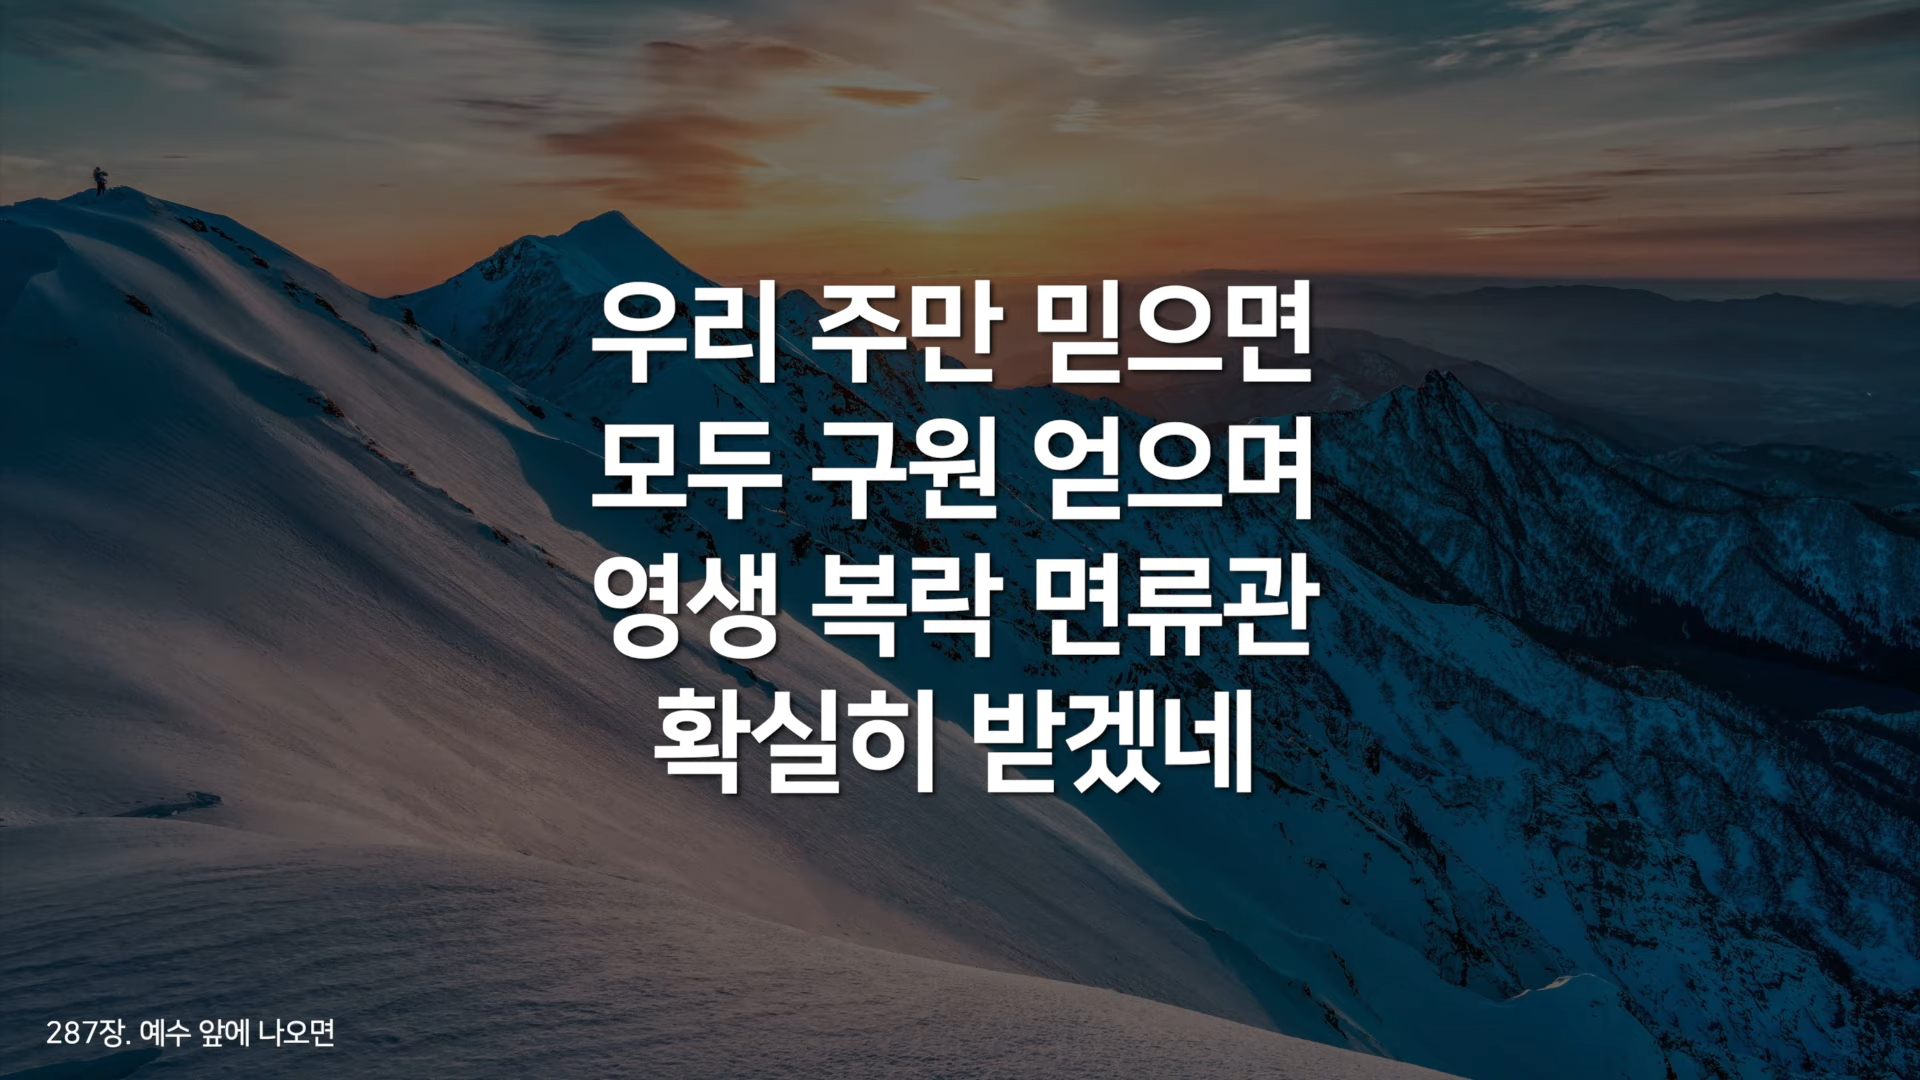 우리 주만 믿으면
모두 구원 얻으며
영생 복락 면류관
확실히 받겠네
287장. 예수 앞에 나오면